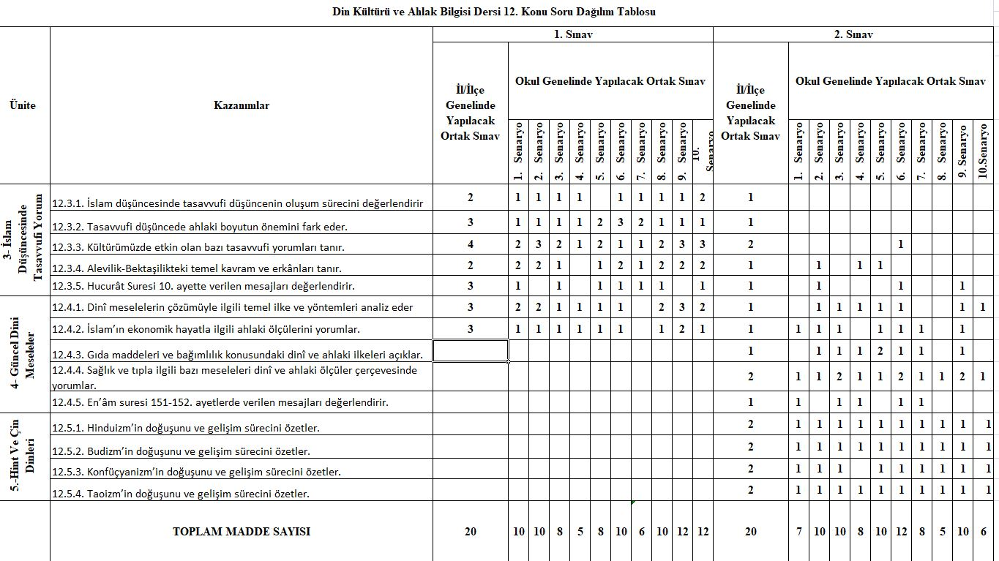 Din Kültürü ve Ahlak Bilgisi Dersi 12. Konu Soru Dağılım Tablosu
1. Sınav 2. Sınav
Ünite Kazanımlar
İl/İlçe
Genelinde
Yapılacak
Ortak Sınav
Okul Genelinde Yapılacak Ortak Sınav
İl/İlçe
Genelinde
Yapılacak
Ortak Sınav
Okul Genelinde Yapılacak Ortak Sınav
1. Senaryo
2. Senaryo
3. Senaryo
4. Senaryo
5. Senaryo
6. Senaryo
7. Senaryo
8. Senaryo
9. Senaryo
10.
Senaryo
1. Senaryo
2. Senaryo
3. Senaryo
4. Senaryo
5. Senaryo
6. Senaryo
7. Senaryo
8. Senaryo
9. Senaryo
10.Senaryo
3- İslam
Düşüncesinde
Tasavvufi Yorum
12.3.1. İslam düşüncesinde tasavvufi düşüncenin oluşum sürecini değerlendirir 2 1 1 1 1 1 1 1 1 2 1
12.3.2. Tasavvufi düşüncede ahlaki boyutun önemini fark eder. 3 1 1 1 1 2 3 2 1 1 1 1
12.3.3. Kültürümüzde etkin olan bazı tasavvufi yorumları tanır. 4 2 3 2 1 2 1 1 2 3 3 2 1
12.3.4. Alevilik-Bektaşilikteki temel kavram ve erkânları tanır. 2 2 2 1 1 2 1 2 2 2 1 1 1 1
12.3.5. Hucurât Suresi 10. ayette verilen mesajları değerlendirir. 3 1 1 1 1 1 1 1 1 1 1 1
4- Güncel Dini
Meseleler
12.4.1. Dinî meselelerin çözümüyle ilgili temel ilke ve yöntemleri analiz eder 3 2 2 1 1 1 1 2 3 2 1 1 1 1 1 1 1 1
12.4.2. İslam’ın ekonomik hayatla ilgili ahlaki ölçülerini yorumlar. 3 1 1 1 1 1 1 1 2 1 1 1 1 1 1 1 1 1
12.4.3. Gıda maddeleri ve bağımlılık konusundaki dinî ve ahlaki ilkeleri açıklar. 1 1 1 1 2 1 1 1
12.4.4. Sağlık ve tıpla ilgili bazı meseleleri dinî ve ahlaki ölçüler çerçevesinde
yorumlar. 2 1 1 2 1 1 2 1 1 2 1
12.4.5. En’âm suresi 151-152. ayetlerde verilen mesajları değerlendirir. 1 1 1 1 1 1
5.-Hint Ve Çin
Dinleri
12.5.1. Hinduizm’in doğuşunu ve gelişim sürecini özetler. 2 1 1 1 1 1 1 1 1 1 1
12.5.2. Budizm’in doğuşunu ve gelişim sürecini özetler. 2 1 1 1 1 1 1 1 1 1 1
12.5.3. Konfüçyanizm’in doğuşunu ve gelişim sürecini özetler. 2 1 1 1 1 1 1 1 1 1
12.5.4. Taoizm’in doğuşunu ve gelişim sürecini özetler. 2 1 1 1 1 1 1 1 1 1 1
TOPLAM MADDE SAYISI 20 10 10 8 5 8 10 6 10 12 12 20 7 10 10 8 10 12 8 5 10 6